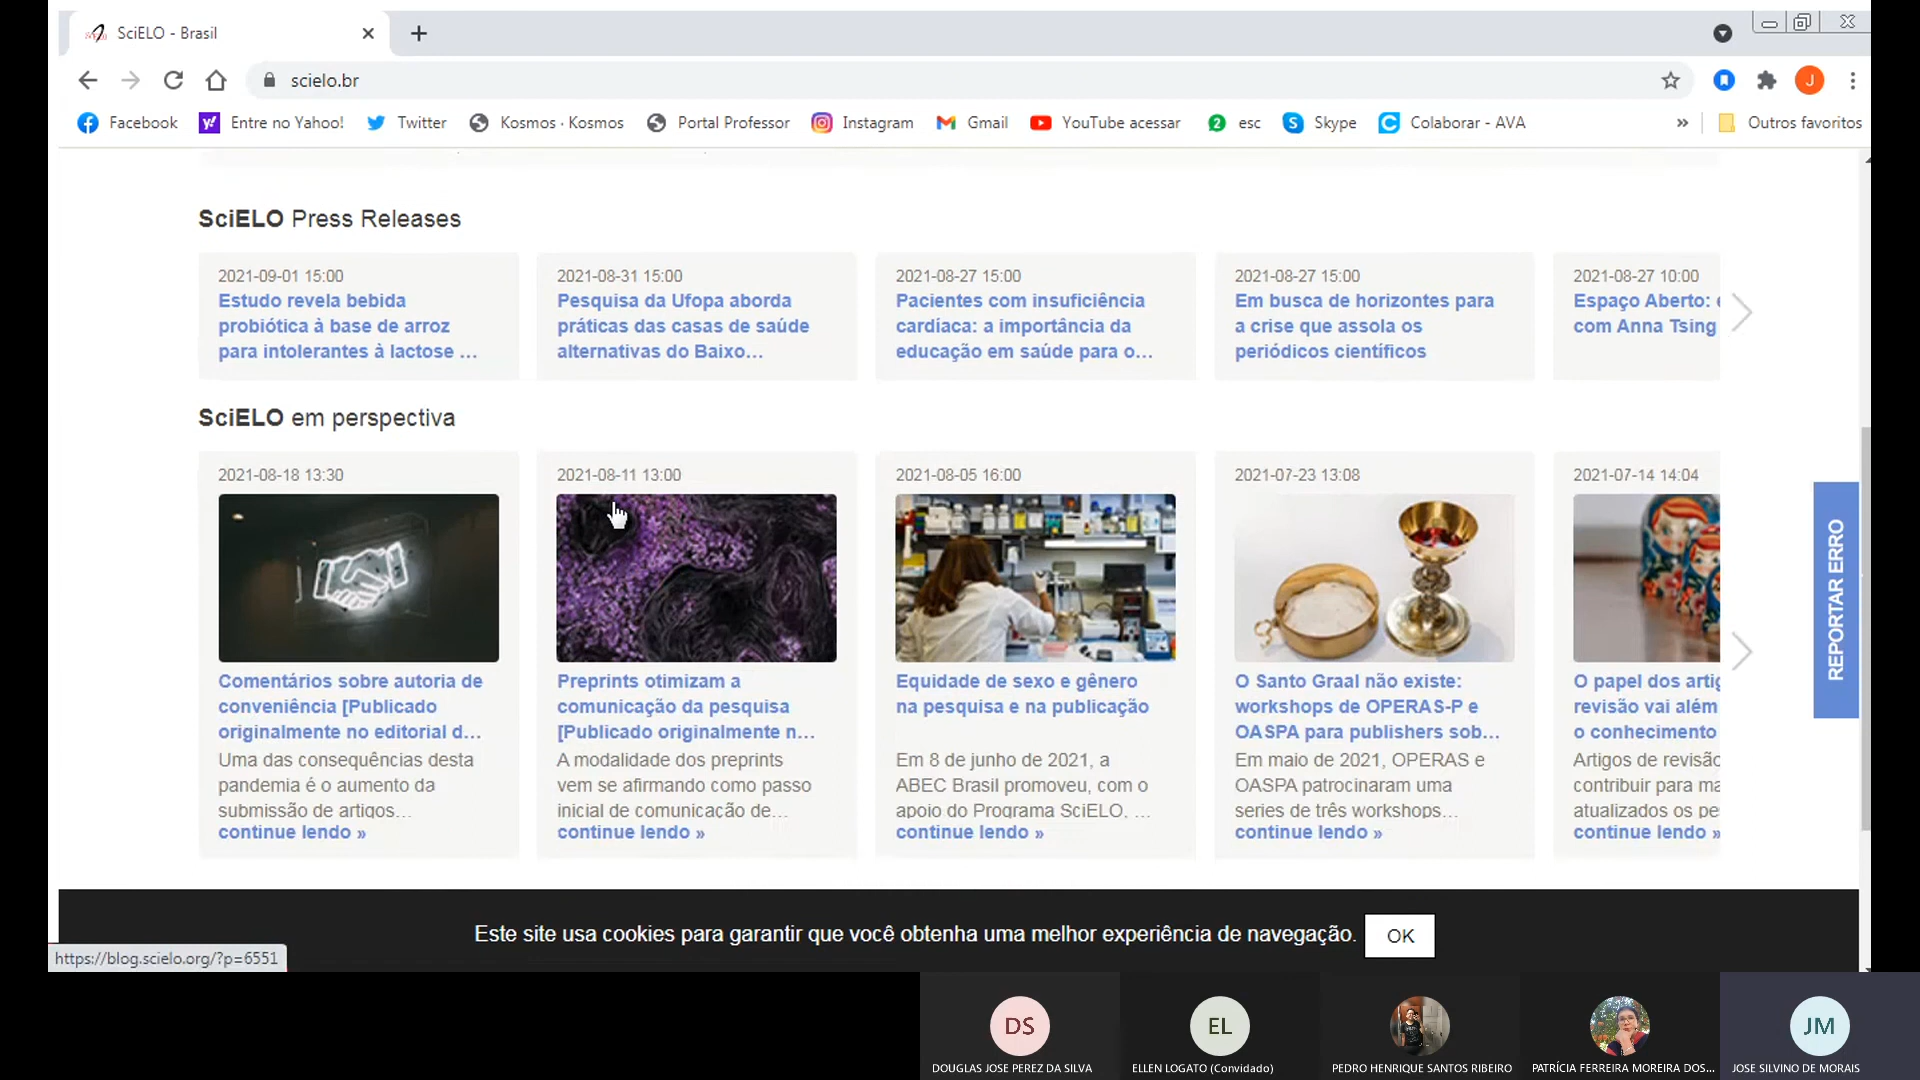 SciELO - Brasil
scielo.br
J
Facebook
Entre no Yahoo!
Twitter
Kosmos · Kosmos
Portal Professor
Instagram
Gmail
YouTube acessar
esc
Skype
Colaborar - AVA
»
Outros favoritos
SciELO Press Releases
2021-09-01 15:00
Estudo revela bebida
probiótica à base de arroz
para intolerantes à lactose ...
2021-08-31 15:00
Pesquisa da Ufopa aborda
práticas das casas de saúde
alternativas do Baixo...
2021-08-27 15:00
Pacientes com insuficiência
cardíaca: a importância da
educação em saúde para o...
2021-08-27 15:00
Em busca de horizontes para
a crise que assola os
periódicos científicos
2021-08-27 10:00
Espaço Aberto:
com Anna Tsing
SciELO em perspectiva
2021-08-18 13:30
Comentários sobre autoria de
conveniência [Publicado
originalmente no editorial d...
Uma das consequências desta
pandemia é o aumento da
submissão de artigos...
continue lendo »
2021-08-11 13:00
Preprints otimizam a
comunicação da pesquisa
[Publicado originalmente n...
A modalidade dos preprints
vem se afirmando como passo
inicial de comunicação de...
continue lendo »
2021-08-05 16:00
Equidade de sexo e gênero
na pesquisa e na publicação
Em 8 de junho de 2021, a
ABEC Brasil promoveu, com o
apoio do Programa SciELO, ...
continue lendo »
2021-07-23 13:08
O Santo Graal não existe:
workshops de OPERAS-P e
OASPA para publishers sob...
Em maio de 2021, OPERAS e
OASPA patrocinaram uma
series de três workshops...
continue lendo »
2021-07-14 14:04
O papel dos artig
revisão vai além
o conhecimento
Artigos de revisão
contribuir para ma
atualizados os pe
continue lendo »
REPORTAR ERRO
Este site usa cookies para garantir que você obtenha uma melhor experiência de navegação.
OK
https://blog.scielo.org/?p=6551
DS
DOUGLAS JOSE PEREZ DA SILVA
EL
ELLEN LOGATO (Convidado)
PEDRO HENRIQUE SANTOS RIBEIRO
PATRÍCIA FERREIRA MOREIRA DOS...
JM
JOSE SILVINO DE MORAIS